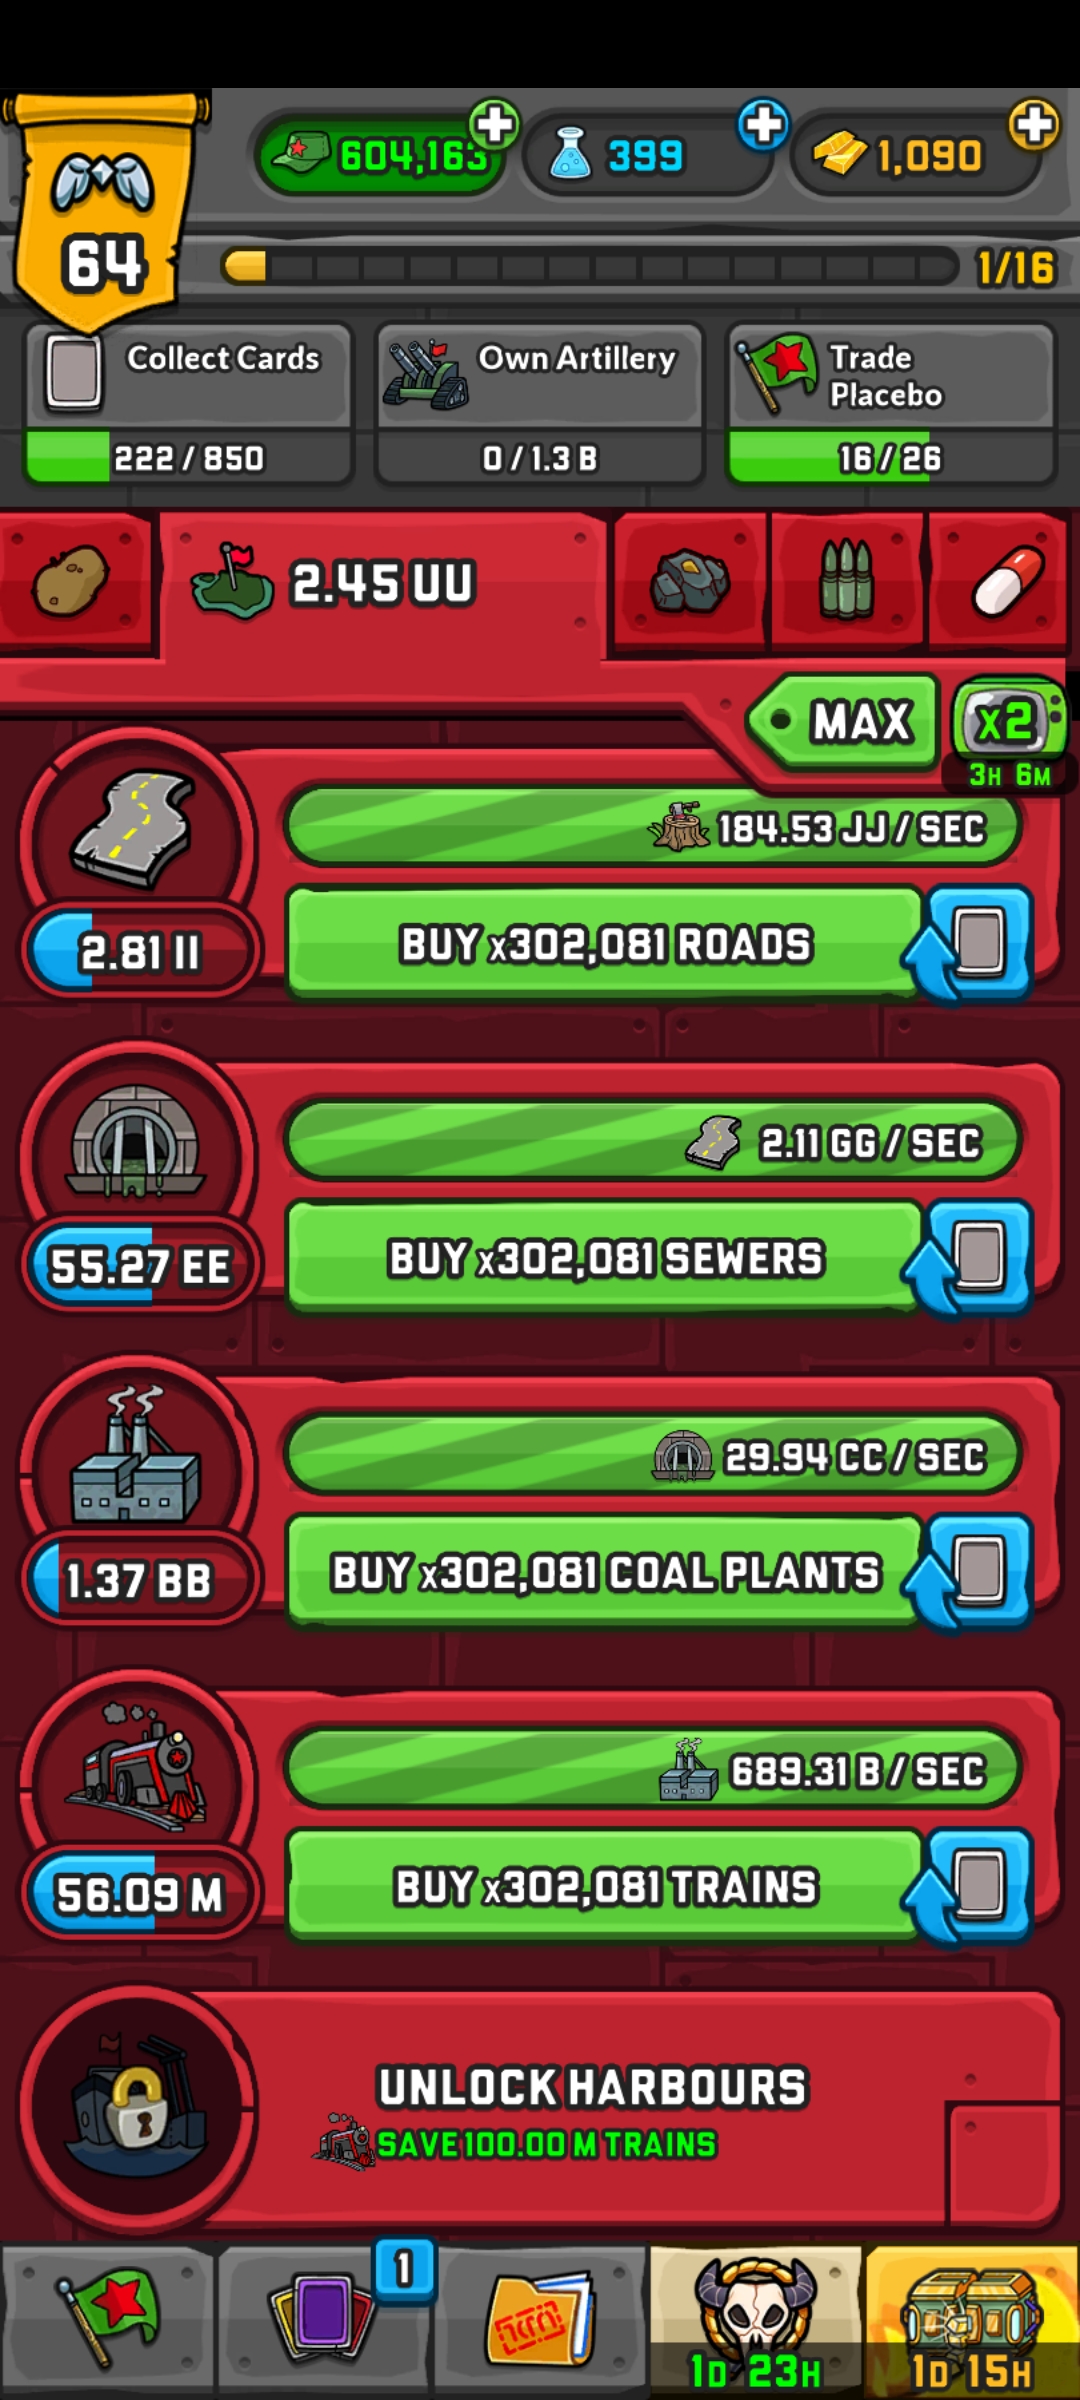 604,163
399
1,090
64
1/16
Collect Cards
222 / 850
Own Artillery
0 / 1.3 B
Trade
Placebo
16 / 26
2.45 UU
MAX
x2
3H 6M
184.53 JJ / SEC
2.81 II
BUY x302,081 ROADS
2.11 GG / SEC
55.27 EE
BUY x302,081 SEWERS
29.94 CC / SEC
1.37 BB
BUY x302,081 COAL PLANTS
689.31 B / SEC
56.09 M
BUY x302,081 TRAINS
UNLOCK HARBOURS
SAVE 100.00 M TRAINS
1
1D 23H
1D 15H